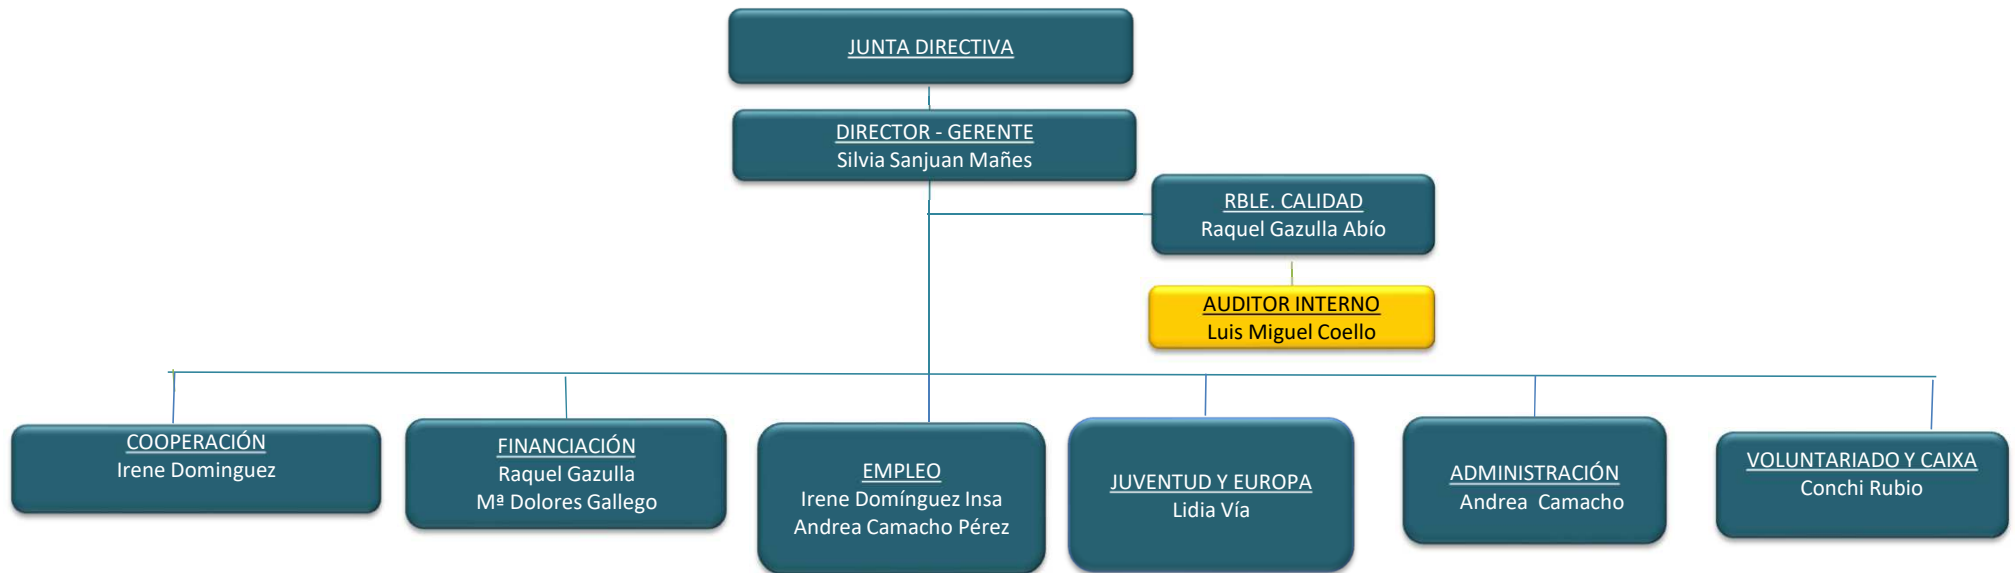 JUNTA DIRECTIVA
DIRECTOR - GERENTE
Silvia Sanjuan Mañes
RBLE. CALIDAD
Raquel Gazulla Abío
AUDITOR INTERNO
Luis Miguel Coello
COOPERACIÓN
Irene Dominguez
FINANCIACIÓN
Raquel Gazulla
Mª Dolores Gallego
EMPLEO
Irene Domínguez Insa
Andrea Camacho Pérez
JUVENTUD Y EUROPA
Lidia Vía
ADMINISTRACIÓN
Andrea Camacho
VOLUNTARIADO Y CAIXA
Conchi Rubio